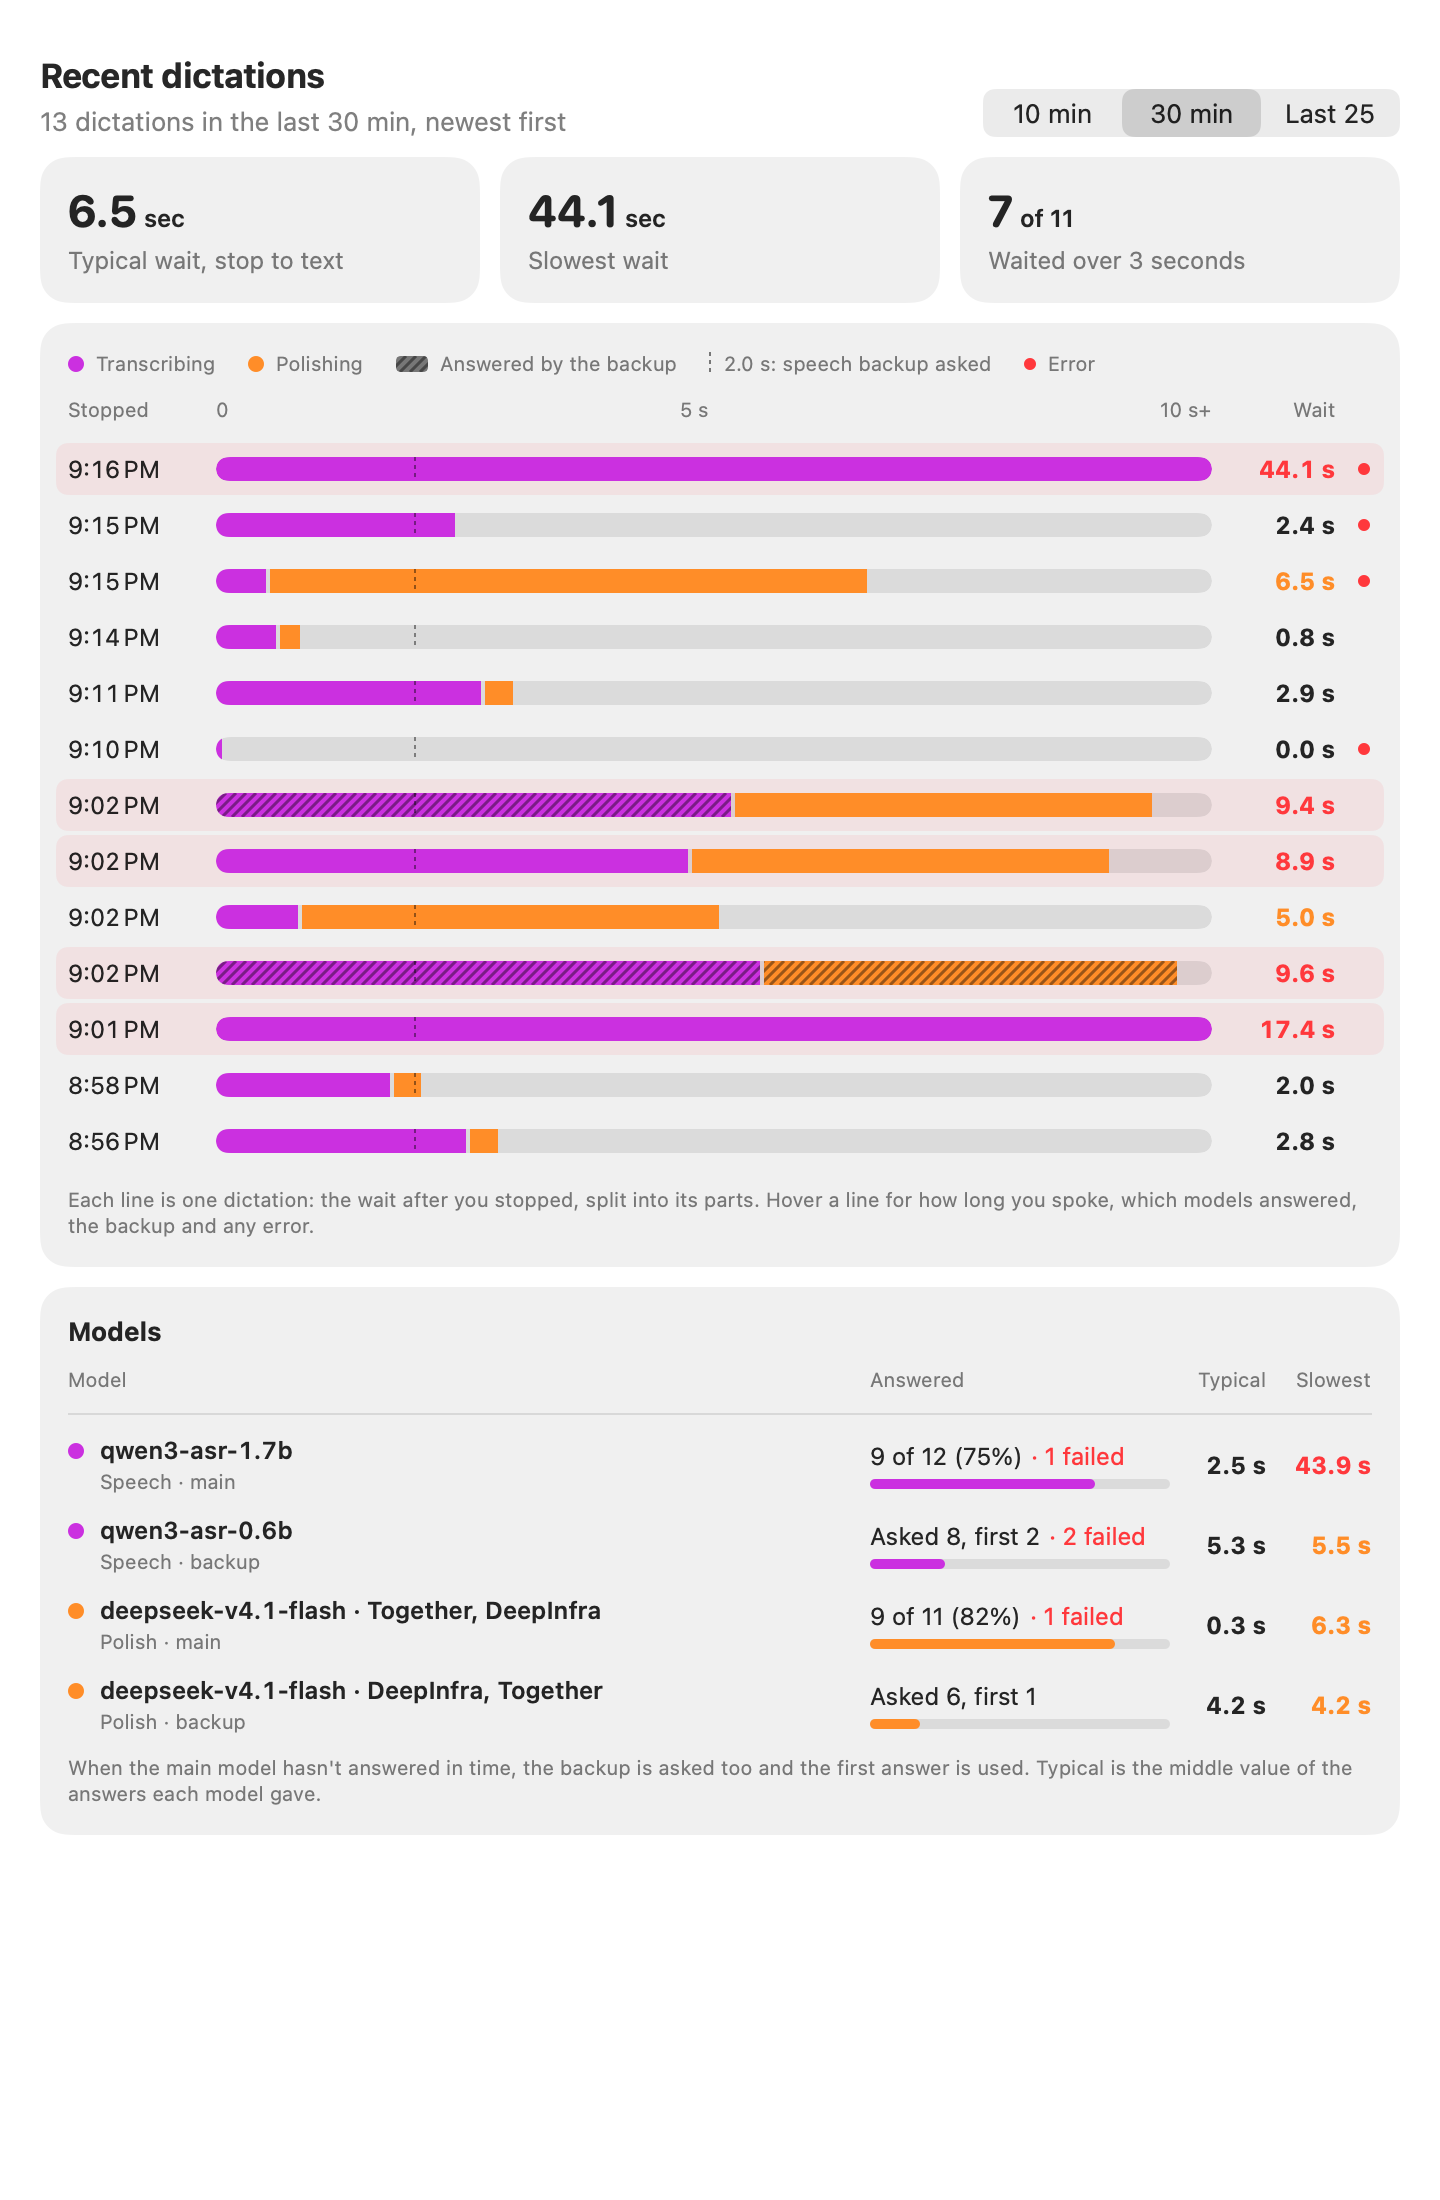 Recent dictations
13 dictations in the last 30 min, newest first
10 min 30 min Last 25
6.5 sec
Typical wait, stop to text
44.1 sec
Slowest wait
7 of 11
Waited over 3 seconds
Transcribing Polishing Answered by the backup 2.0 s: speech backup asked Error
Stopped 0 5 s 10 s+ Wait
9:16 PM 44.1 s
9:15 PM 2.4 s
9:15 PM 6.5 s
9:14 PM 0.8 s
9:11 PM 2.9 s
9:10 PM 0.0 s
9:02 PM 9.4 s
9:02 PM 8.9 s
9:02 PM 5.0 s
9:02 PM 9.6 s
9:01 PM 17.4 s
8:58 PM 2.0 s
8:56 PM 2.8 s
Each line is one dictation: the wait after you stopped, split into its parts. Hover a line for how long you spoke, which models answered,
the backup and any error.
Models
Model Answered Typical Slowest
qwen3-asr-1.7b
Speech · main
9 of 12 (75%) · 1 failed 2.5 s 43.9 s
qwen3-asr-0.6b
Speech · backup
Asked 8, first 2 · 2 failed 5.3 s 5.5 s
deepseek-v4.1-flash · Together, DeepInfra
Polish · main
9 of 11 (82%) · 1 failed 0.3 s 6.3 s
deepseek-v4.1-flash · DeepInfra, Together
Polish · backup
Asked 6, first 1 4.2 s 4.2 s
When the main model hasn't answered in time, the backup is asked too and the first answer is used. Typical is the middle value of the
answers each model gave.